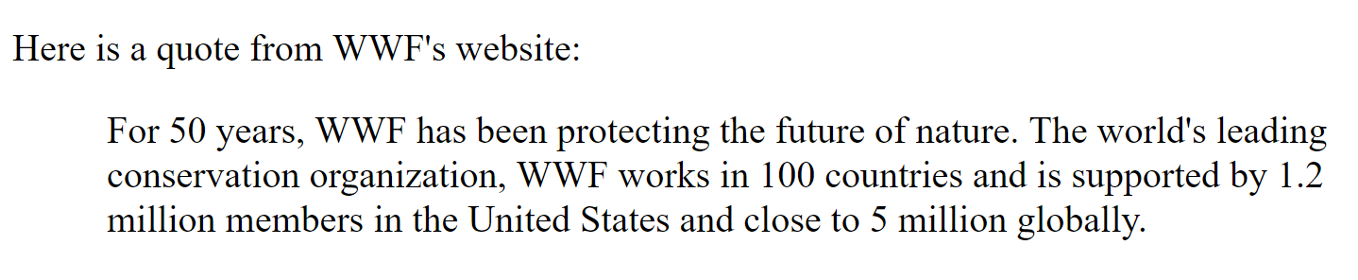 Here is a quote from WWF's website:
For 50 years, WWF has been protecting the future of nature. The world's leading
conservation organization, WWF works in 100 countries and is supported by 1.2
million members in the United States and close to 5 million globally.